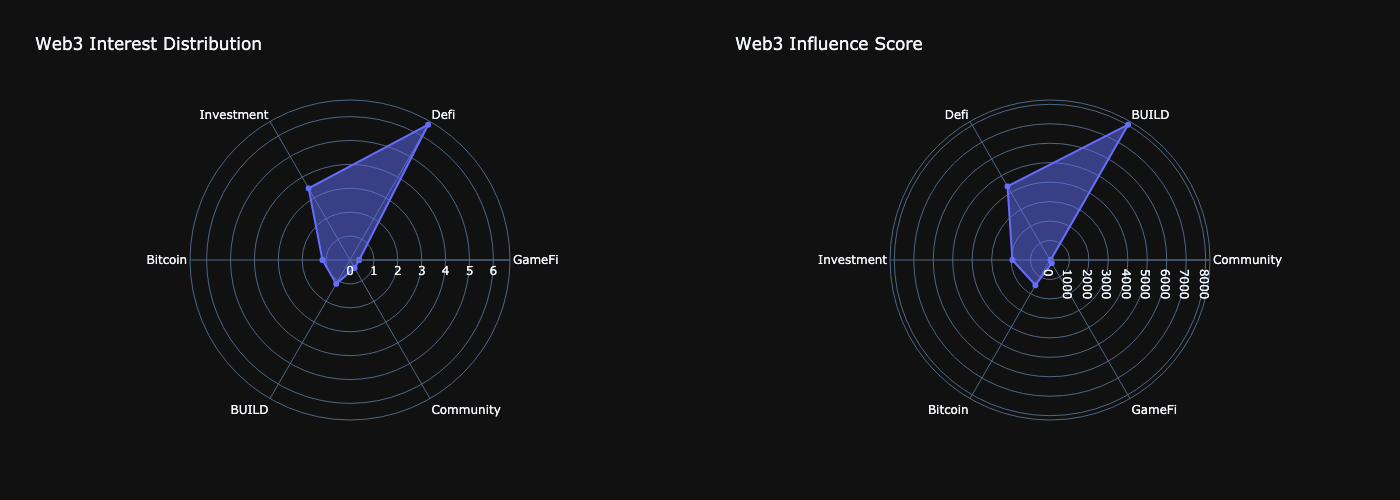 Web3 Interest Distribution
Investment
Defi
Bitcoin
0 1 2 3 4 5 6
GameFi
BUILD
Community
Web3 Influence Score
Defi
BUILD
Investment
0 1000 2000 3000 4000 5000 6000 7000 8000
Community
Bitcoin
GameFi